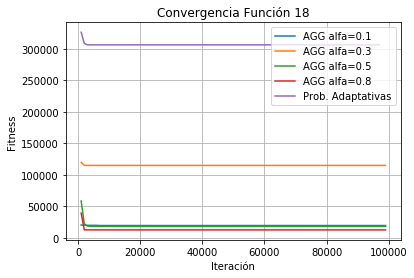 Convergencia Función 18
Fitness
300000
250000
200000
150000
100000
50000
0
AGG alfa=0.1
AGG alfa=0.3
AGG alfa=0.5
AGG alfa=0.8
Prob. Adaptativas
0 20000 40000 60000 80000 100000
Iteración